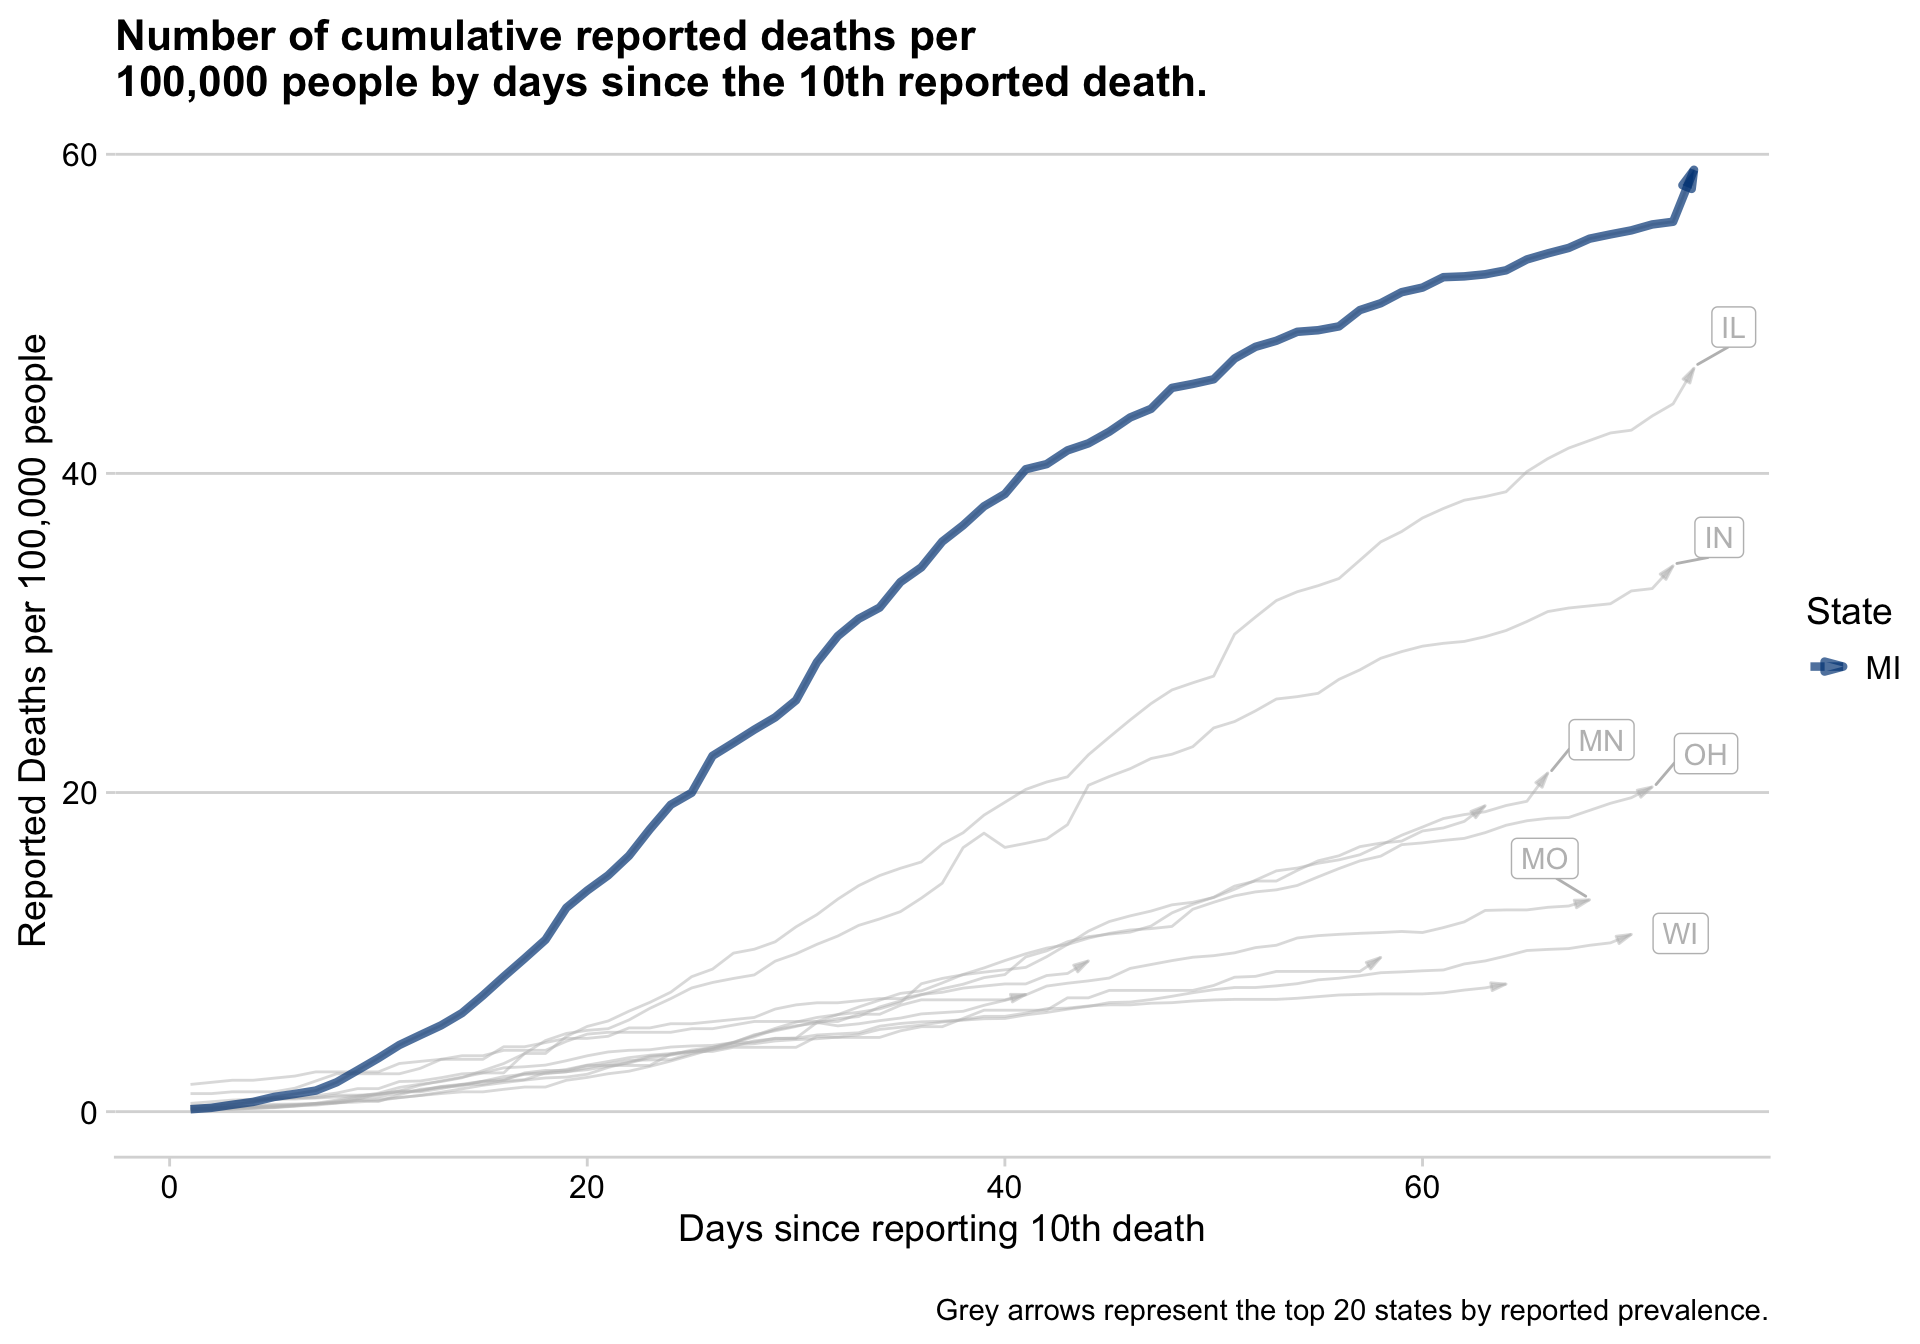 Number of cumulative reported deaths per
100,000 people by days since the 10th reported death.
Reported Deaths per 100,000 people
60
40
20
0
IL
IN
MN
OH
MO
WI
State
MI
0
20
40
60
Days since reporting 10th death
Grey arrows represent the top 20 states by reported prevalence.